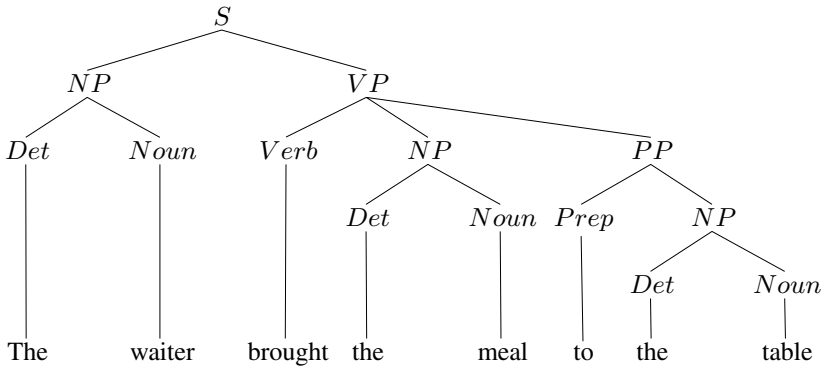 S
NP VP
Det Noun Verb NP PP
Det Noun Prep NP
Det Noun
The waiter brought the meal to the table